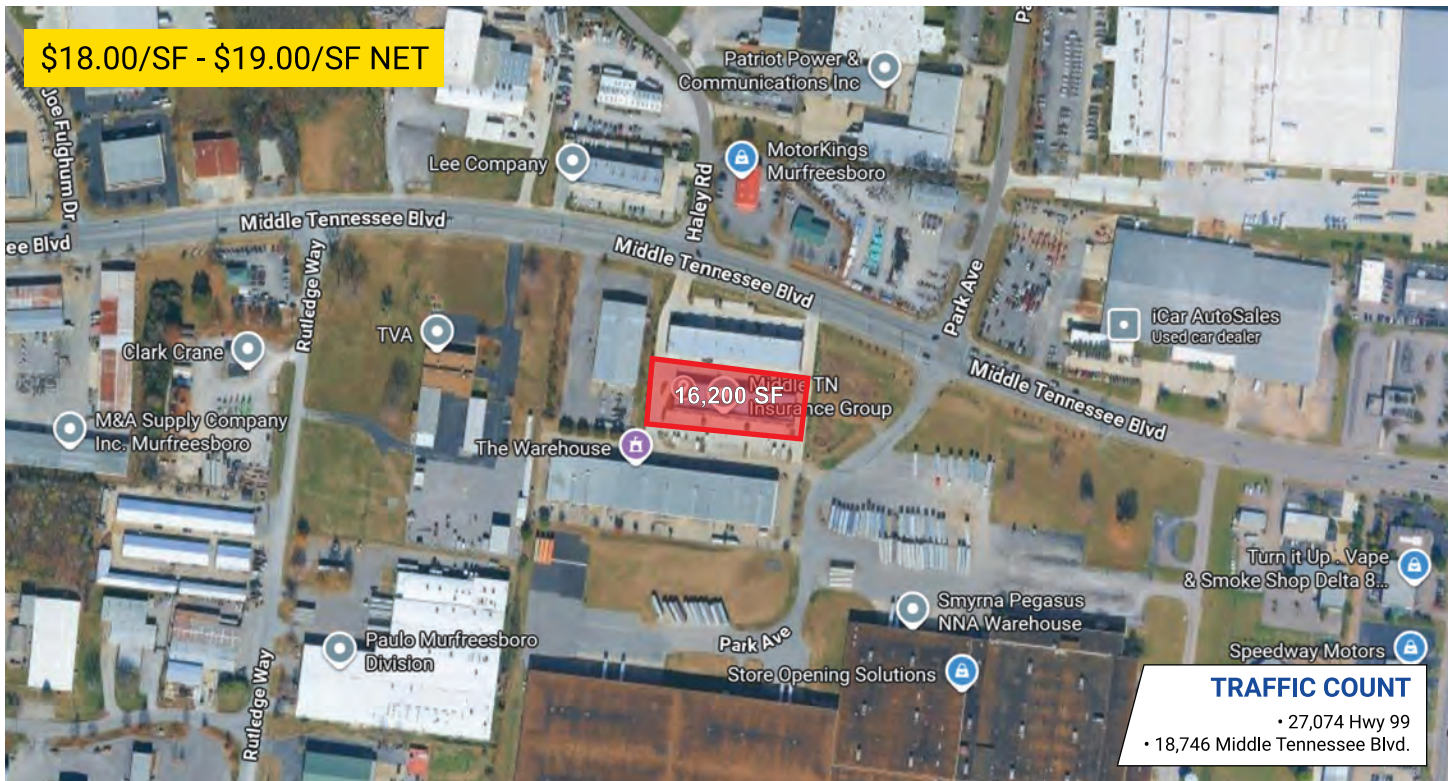 $18.00/SF - $19.00/SF NET
Patriot Power &
Communications Inc
Joe Fulghum Dr
Lee Company
MotorKings
Murfreesboro
Haley Rd
Middle Tennessee Blvd
ee Blvd
Rutledge Way
Middle Tennessee Blvd
Park Ave
iCar AutoSales
Used car dealer
TVA
Clark Crane
Middle TN
Insurance Group
16,200 SF
Middle Tennessee Blvd
M&A Supply Company
Inc. Murfreesboro
The Warehouse
Turn it Up . Vape
& Smoke Shop Delta 8...
Smyrna Pegasus
NNA Warehouse
Paulo Murfreesboro
Division
Park Ave
Store Opening Solutions
Speedway Motors
Rutledge Way
TRAFFIC COUNT
• 27,074 Hwy 99
• 18,746 Middle Tennessee Blvd.